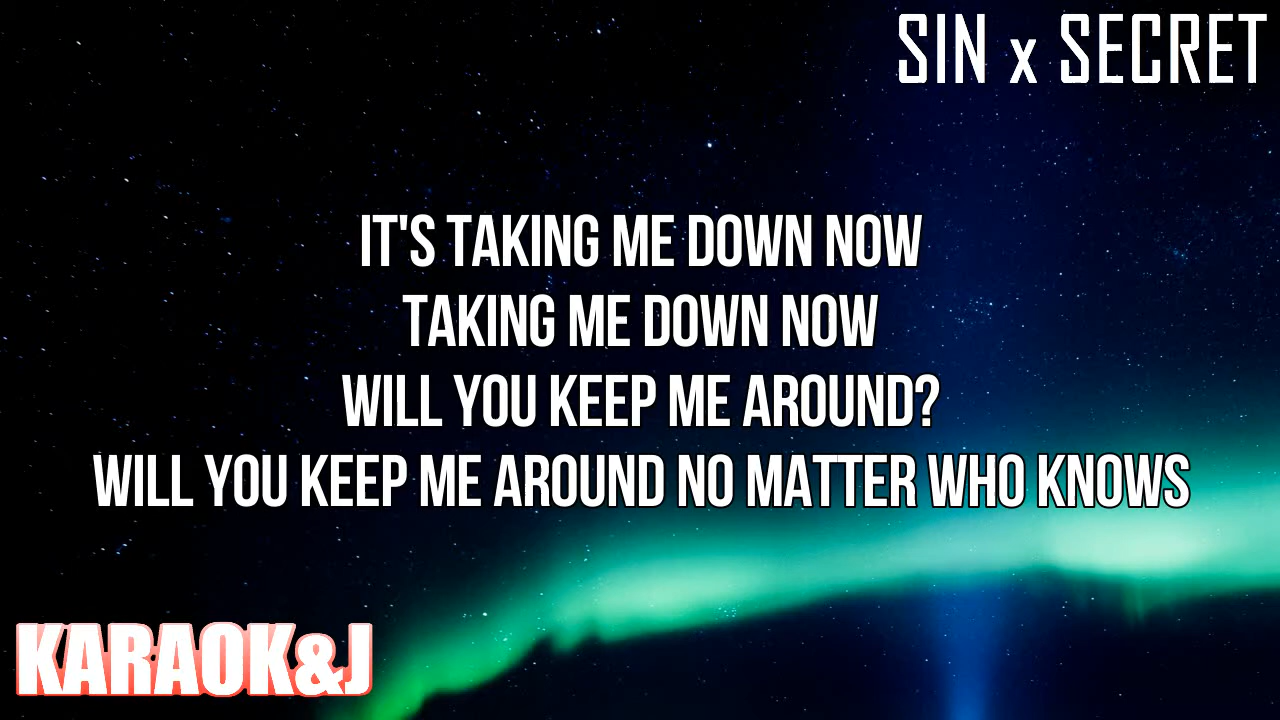 SIN x SECRET
IT'S TAKING ME DOWN NOW
TAKING ME DOWN NOW
WILL YOU KEEP ME AROUND?
WILL YOU KEEP ME AROUND NO MATTER WHO KNOWS
KARAOK&J